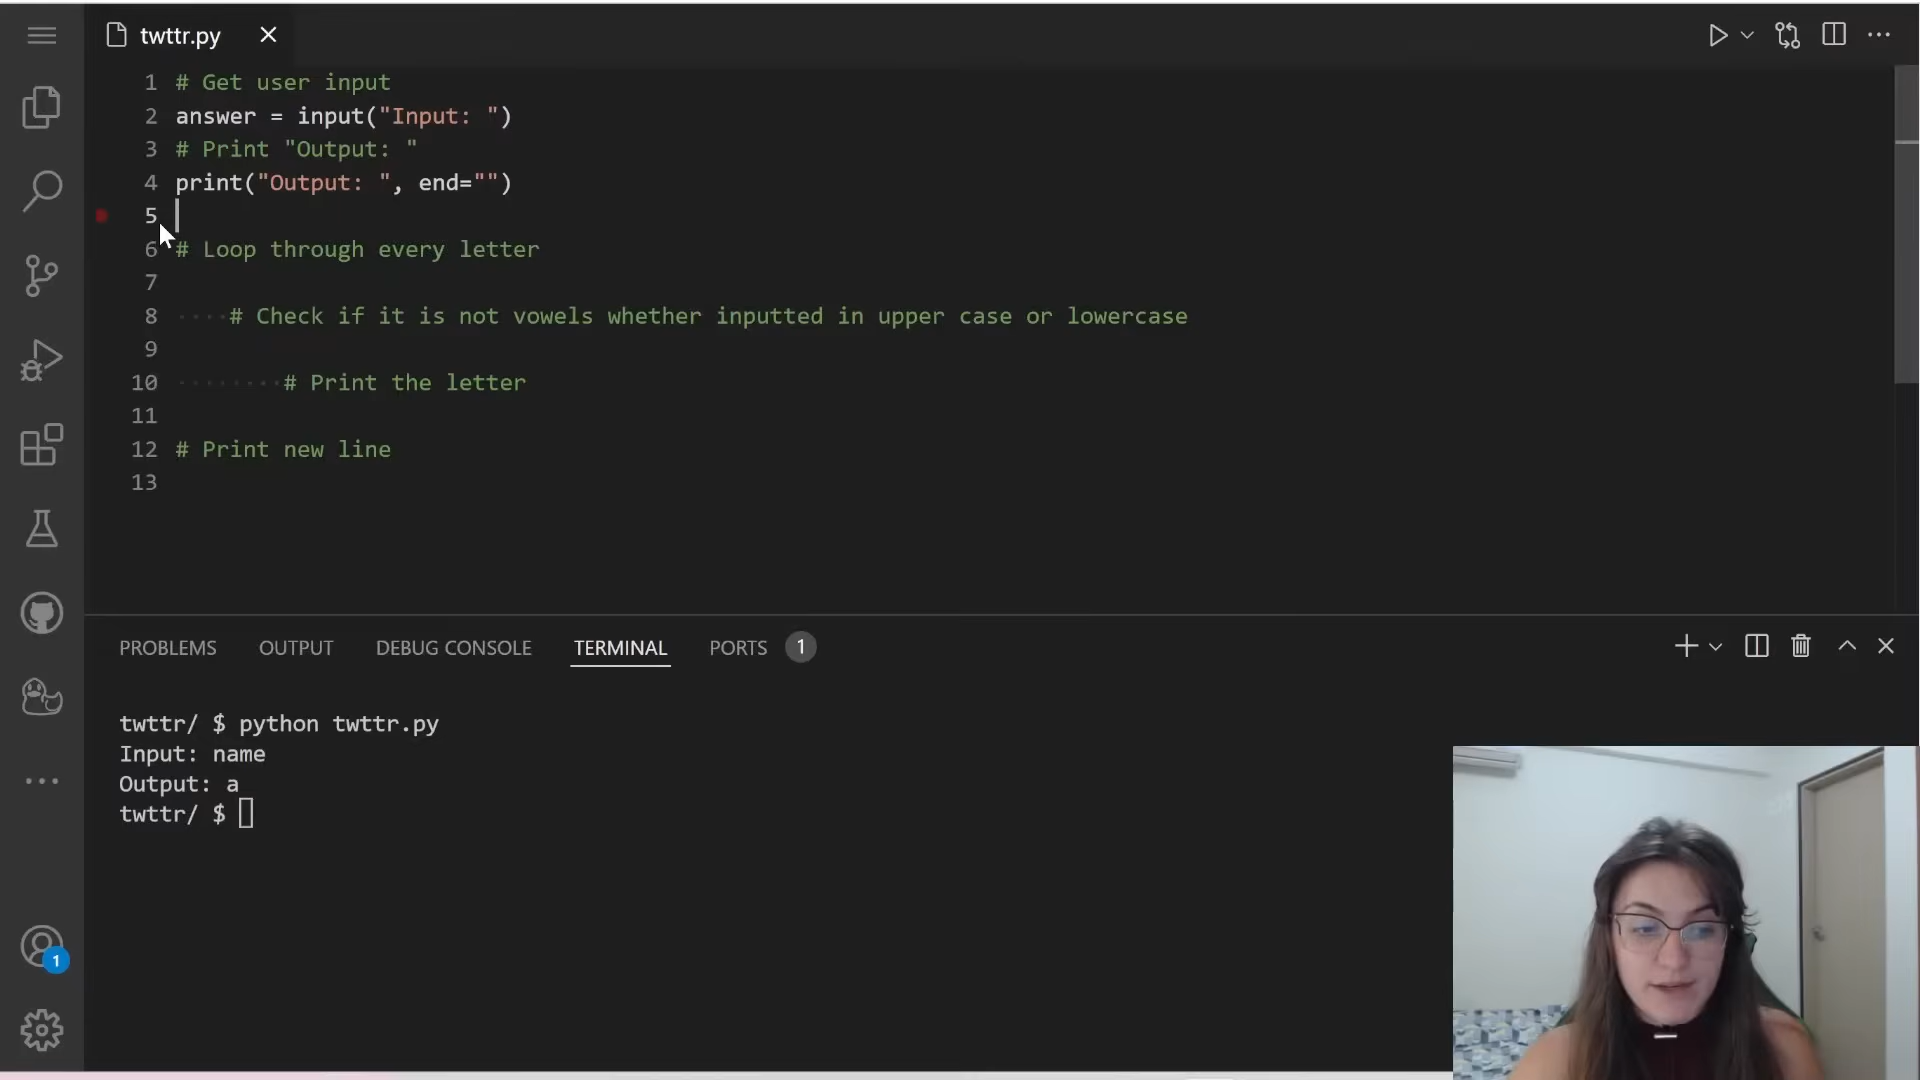 twttr.py
1 # Get user input
2 answer = input("Input: ")
3 # Print "Output: "
4 print("Output: ", end="")
5
6 # Loop through every letter
7
8 ····# Check if it is not vowels whether inputted in upper case or lowercase
9
10 ········# Print the letter
11
12 # Print new line
13
PROBLEMS OUTPUT DEBUG CONSOLE TERMINAL PORTS 1
twttr/ $ python twttr.py
Input: name
Output: a
twttr/ $
1